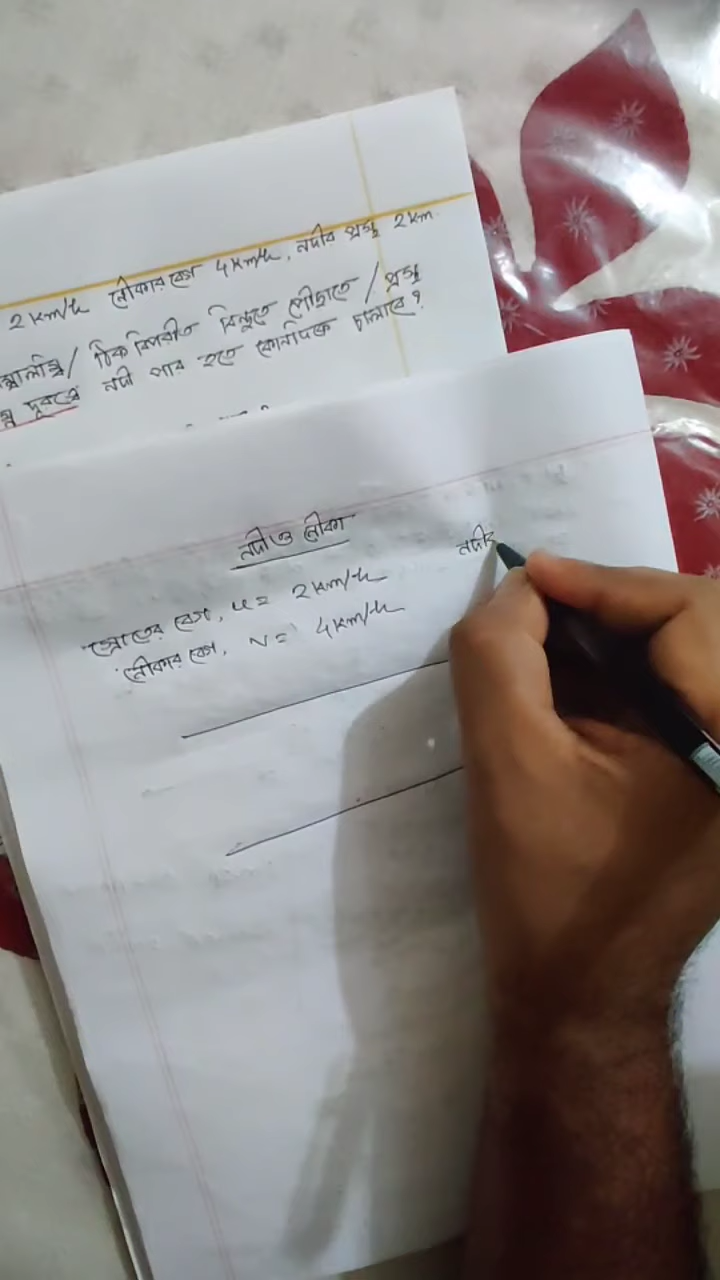 2 km/h নৌকার বেগ 4 km/h, নদীর প্রস্থ 2 km.
/ ঠিক বিপরীত বিন্দুতে পৌঁছাতে / প্রস্থ
দূরত্বে নদী পার হতে কোনদিকে চালাবে?
নদী ও নৌকা
নদীর
স্রোতের বেগ, u = 2 km/h
নৌকার বেগ, v = 4 km/h